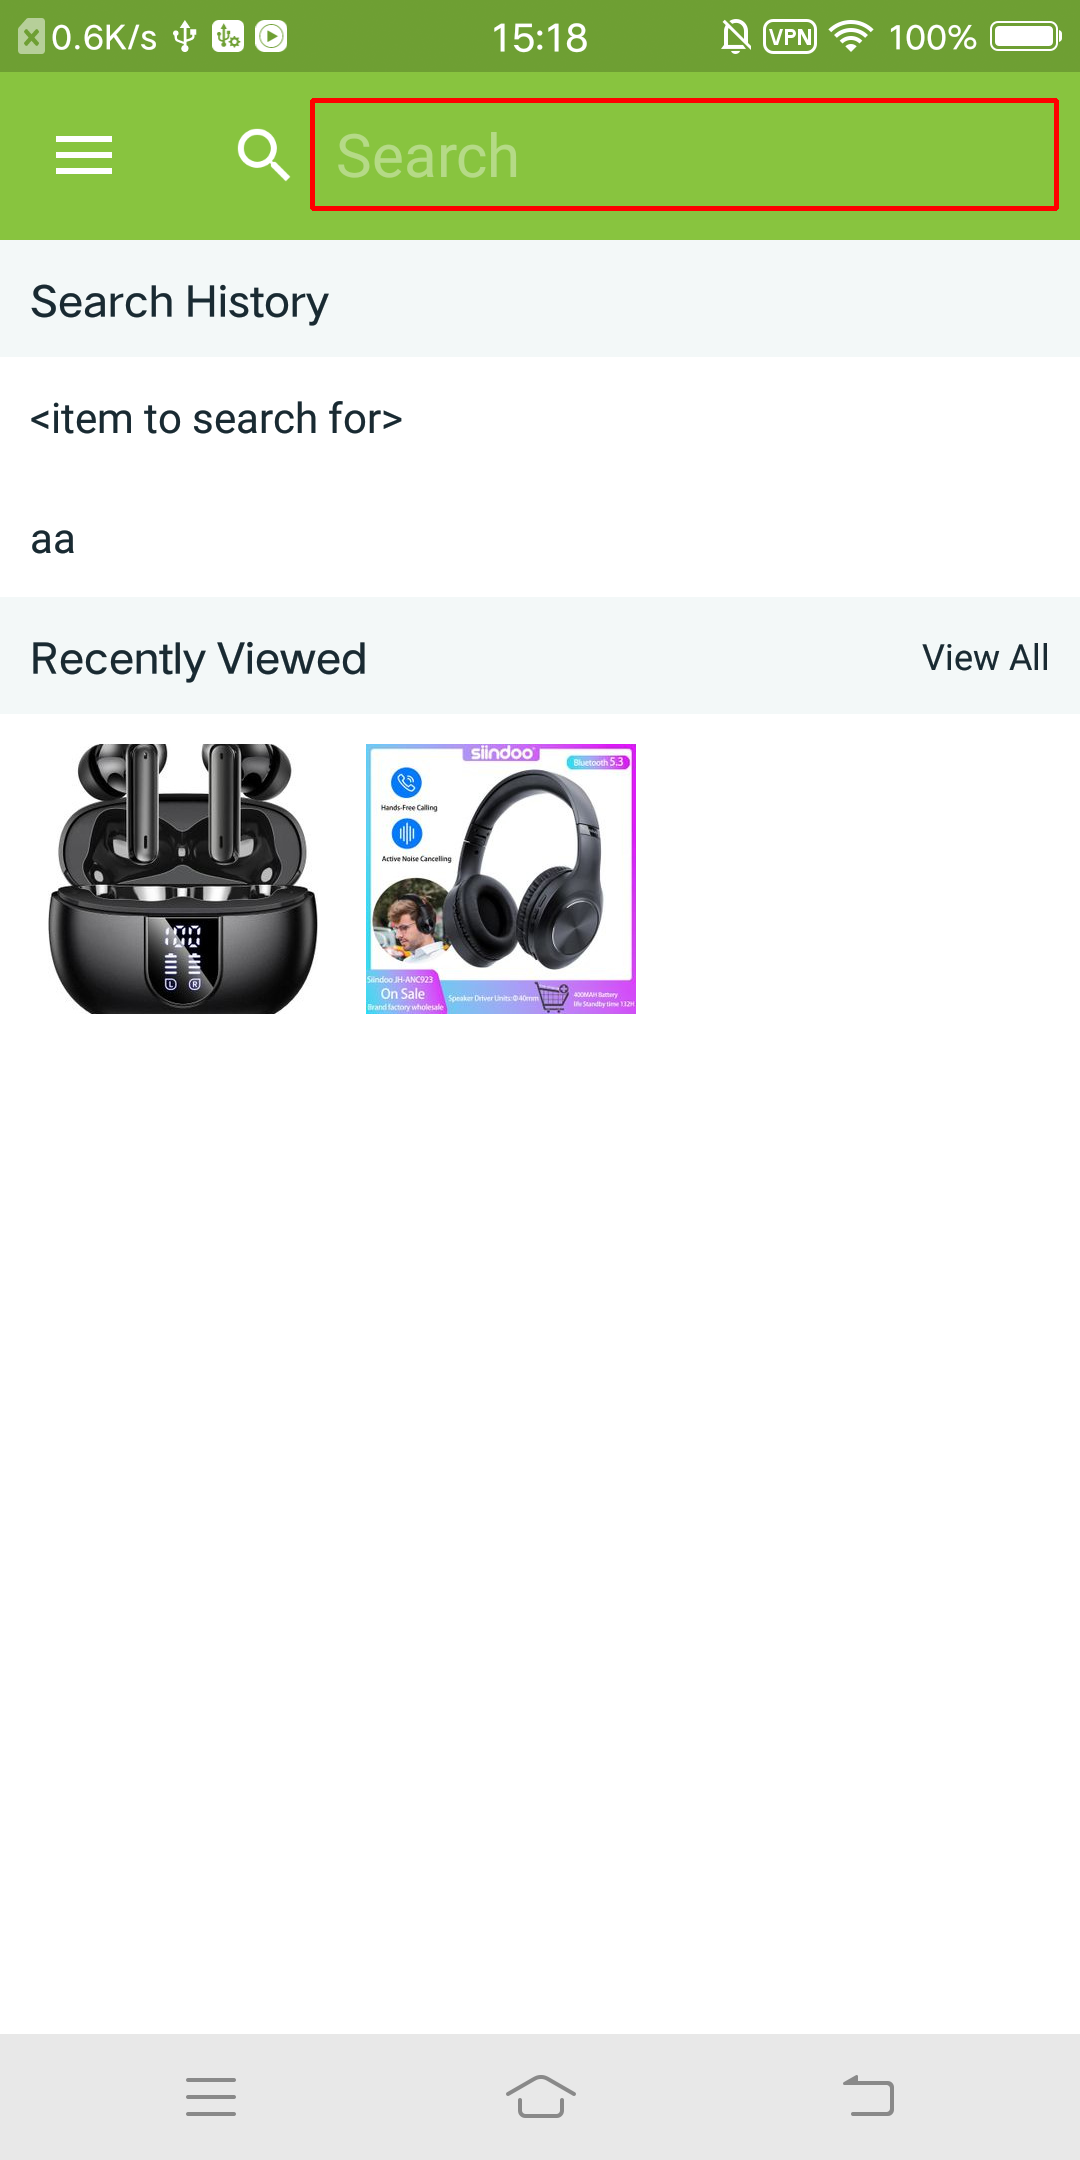 0.6K/s 15:18 VPN 100%
Search
Search History
<item to search for>
aa
Recently Viewed View All
siindoo
Bluetooth 5.3
Hands-Free Calling
Active Noise Cancelling
100
L R
Siindoo JH-ANC923
On Sale
Brand factory wholesale
Speaker Driver Units:Φ40mm
400MAH Battery
life Standby time 132H